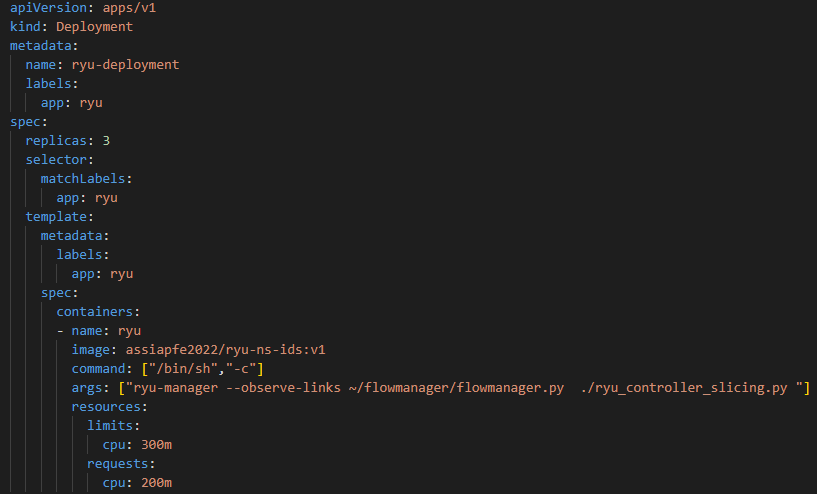 apiVersion: apps/v1
kind: Deployment
metadata:
  name: ryu-deployment
  labels:
    app: ryu
spec:
  replicas: 3
  selector:
    matchLabels:
      app: ryu
  template:
    metadata:
      labels:
        app: ryu
    spec:
      containers:
      - name: ryu
        image: assiapfe2022/ryu-ns-ids:v1
        command: ["/bin/sh","-c"]
        args: ["ryu-manager --observe-links ~/flowmanager/flowmanager.py  ./ryu_controller_slicing.py "]
        resources:
          limits:
            cpu: 300m
          requests:
            cpu: 200m